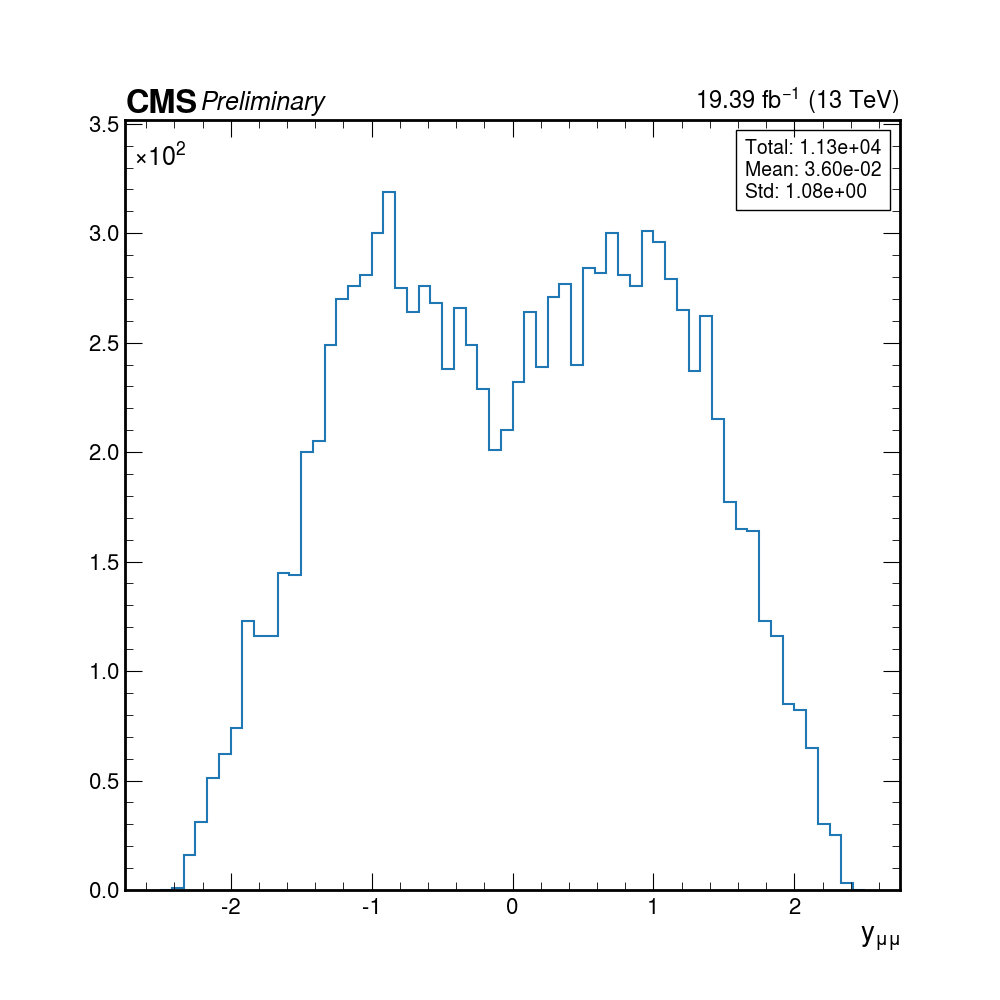 CMS Preliminary 19.39 fb⁻¹ (13 TeV)
×10²
Total: 1.13e+04
Mean: 3.60e-02
Std: 1.08e+00
3.5
3.0
2.5
2.0
1.5
1.0
0.5
0.0
-2 -1 0 1 2
yμμ